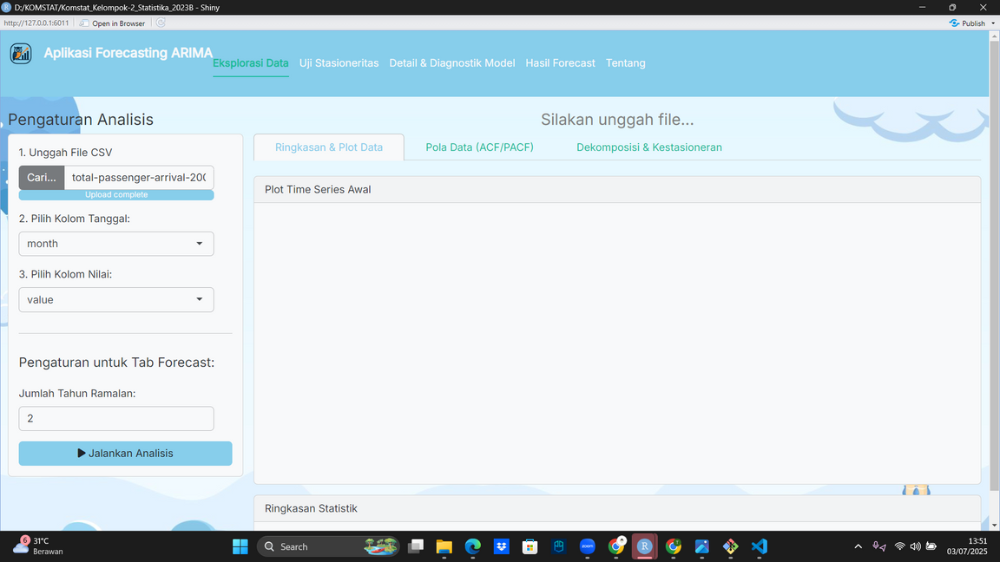 D:/KOMSTAT/Komstat_Kelompok-2_Statistika_2023B - Shiny
http://127.0.0.1:6011
Open in Browser
Publish
Aplikasi Forecasting ARIMA
Eksplorasi Data
Uji Stasioneritas
Detail & Diagnostik Model
Hasil Forecast
Tentang
Pengaturan Analisis
Silakan unggah file...
1. Unggah File CSV
Cari...
total-passenger-arrival-200
Upload complete
2. Pilih Kolom Tanggal:
month
3. Pilih Kolom Nilai:
value
Pengaturan untuk Tab Forecast:
Jumlah Tahun Ramalan:
2
Jalankan Analisis
Ringkasan & Plot Data
Pola Data (ACF/PACF)
Dekomposisi & Kestasioneran
Plot Time Series Awal
Ringkasan Statistik
6
31°C
Berawan
Search
zoom
R
13:51
03/07/2025